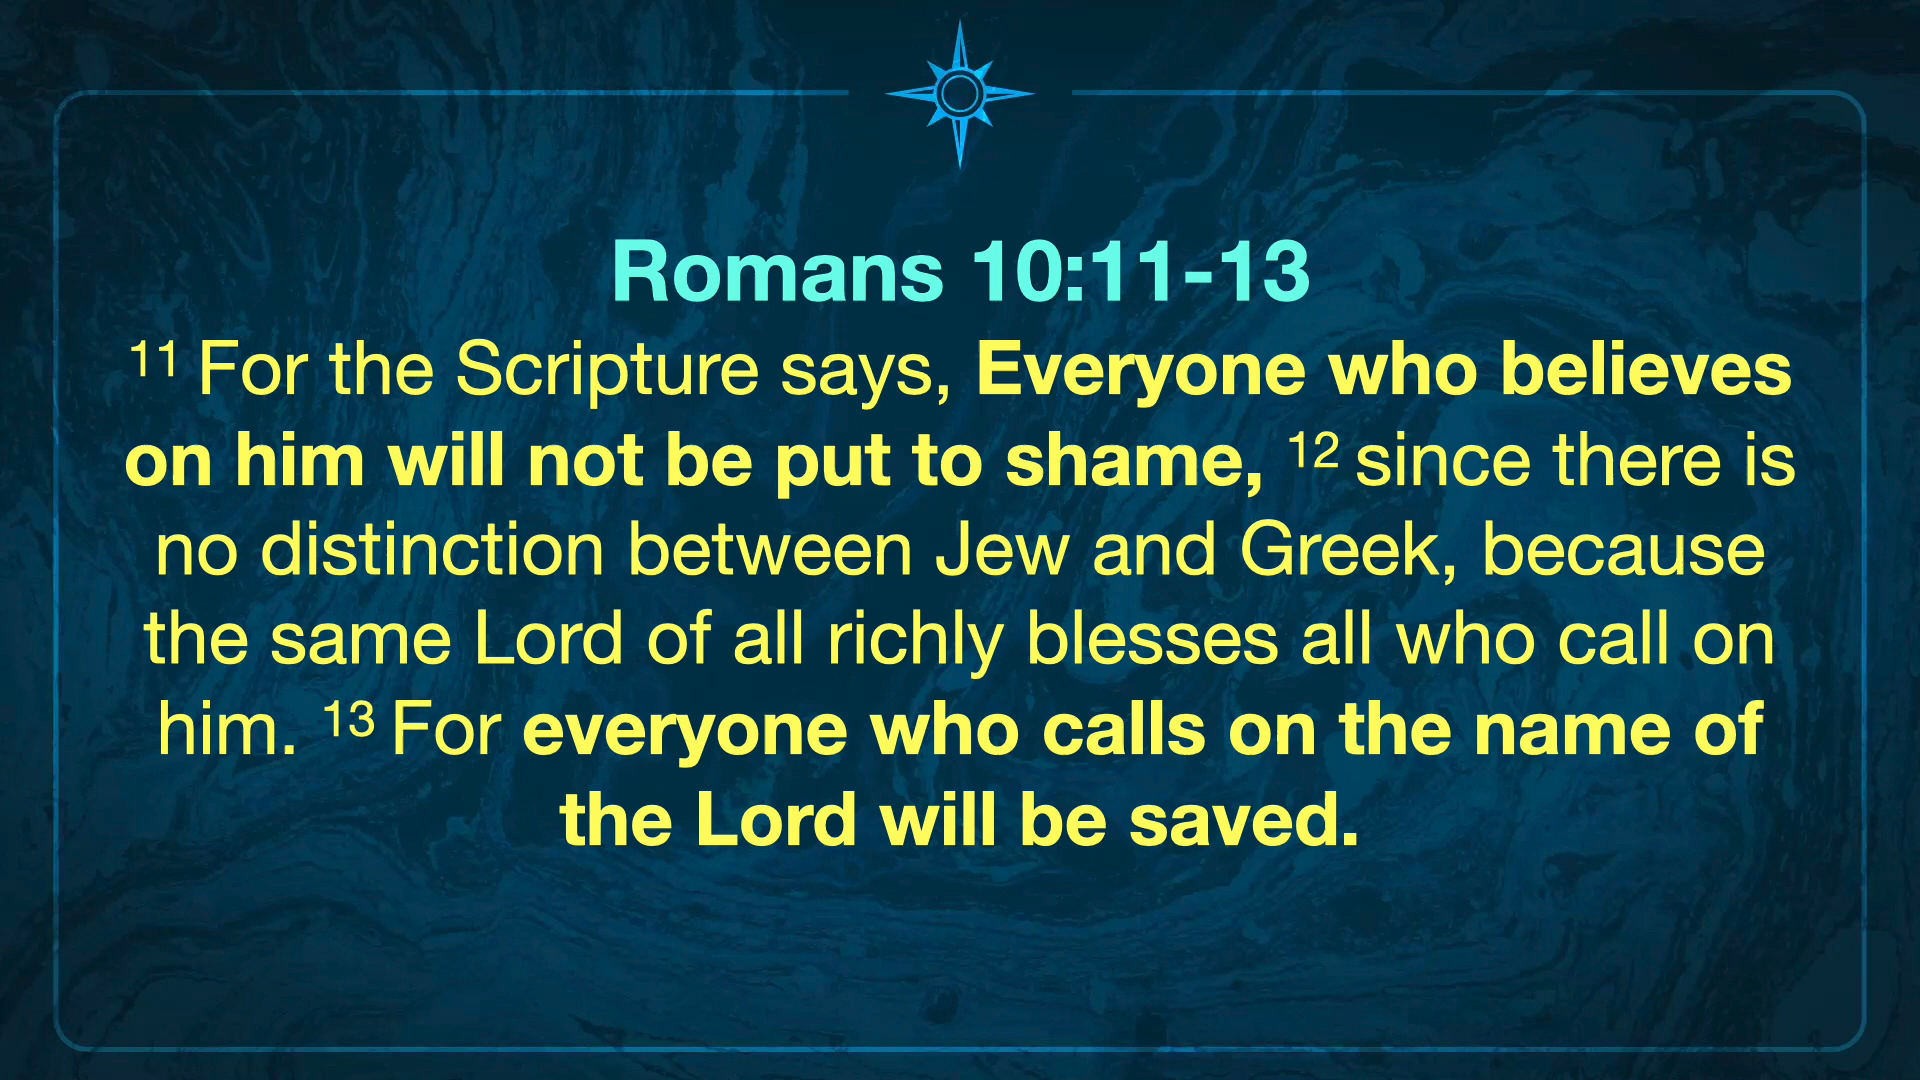 Romans 10:11-13
11 For the Scripture says, Everyone who believes
on him will not be put to shame, 12 since there is
no distinction between Jew and Greek, because
the same Lord of all richly blesses all who call on
him. 13 For everyone who calls on the name of
the Lord will be saved.